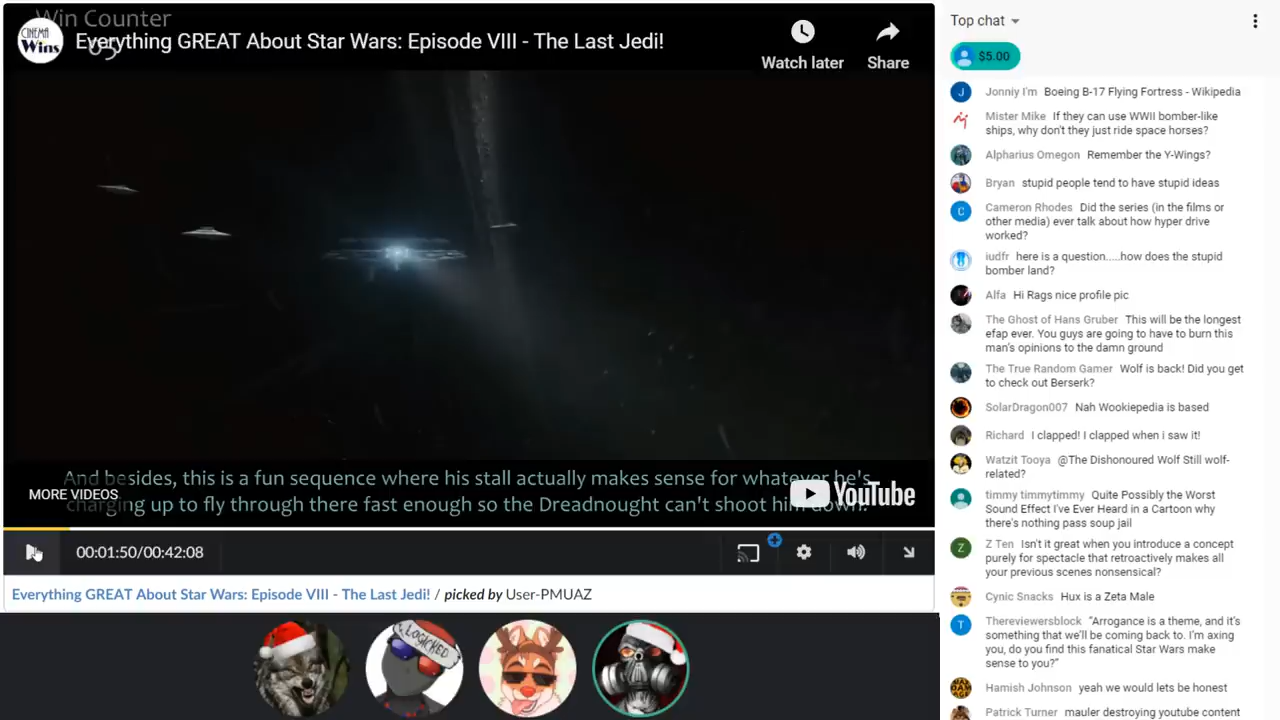 Win Counter
05
CINEMA
Wins
Everything GREAT About Star Wars: Episode VIII - The Last Jedi!
Watch later
Share
And besides, this is a fun sequence where his stall actually makes sense for whatever he's
charging up to fly through there fast enough so the Dreadnought can't shoot him down.
MORE VIDEOS
YouTube
00:01:50/00:42:08
Everything GREAT About Star Wars: Episode VIII - The Last Jedi! / picked by User-PMUAZ
LOGICKED
Top chat
$5.00
Jonniy I'm Boeing B-17 Flying Fortress - Wikipedia
Mister Mike If they can use WWII bomber-like
ships, why don't they just ride space horses?
Alpharius Omegon Remember the Y-Wings?
Bryan stupid people tend to have stupid ideas
Cameron Rhodes Did the series (in the films or
other media) ever talk about how hyper drive
worked?
iudfr here is a question.....how does the stupid
bomber land?
Alfa Hi Rags nice profile pic
The Ghost of Hans Gruber This will be the longest
efap ever. You guys are going to have to burn this
man's opinions to the damn ground
The True Random Gamer Wolf is back! Did you get
to check out Berserk?
SolarDragon007 Nah Wookiepedia is based
Richard I clapped! I clapped when i saw it!
Watzit Tooya @The Dishonoured Wolf Still wolf-
related?
timmy timmytimmy Quite Possibly the Worst
Sound Effect I've Ever Heard in a Cartoon why
there's nothing pass soup jail
Z Ten Isn't it great when you introduce a concept
purely for spectacle that retroactively makes all
your previous scenes nonsensical?
Cynic Snacks Hux is a Zeta Male
Thereviewersblock "Arrogance is a theme, and it's
something that we'll be coming back to. I'm axing
you, do you find this fanatical Star Wars make
sense to you?"
Hamish Johnson yeah we would lets be honest
Patrick Turner mauler destroying youtube content